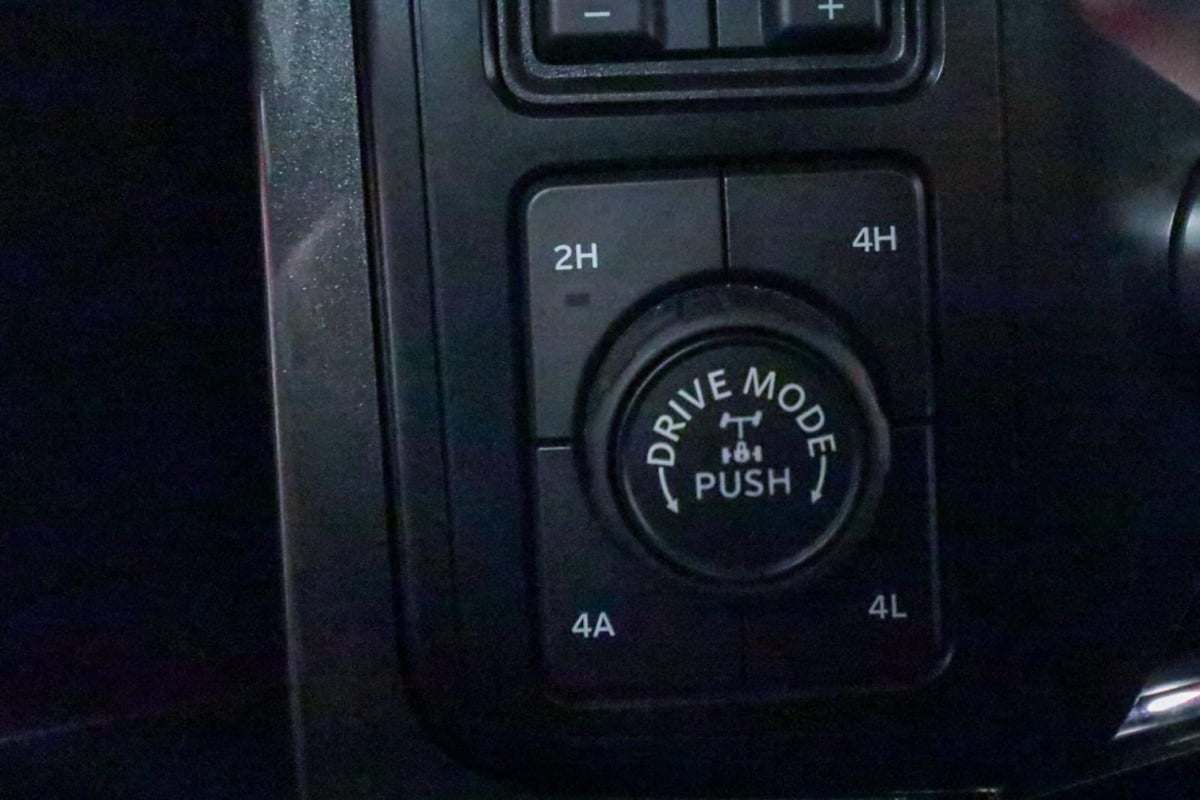 − +
2H 4H
DRIVE MODE
PUSH
4A 4L